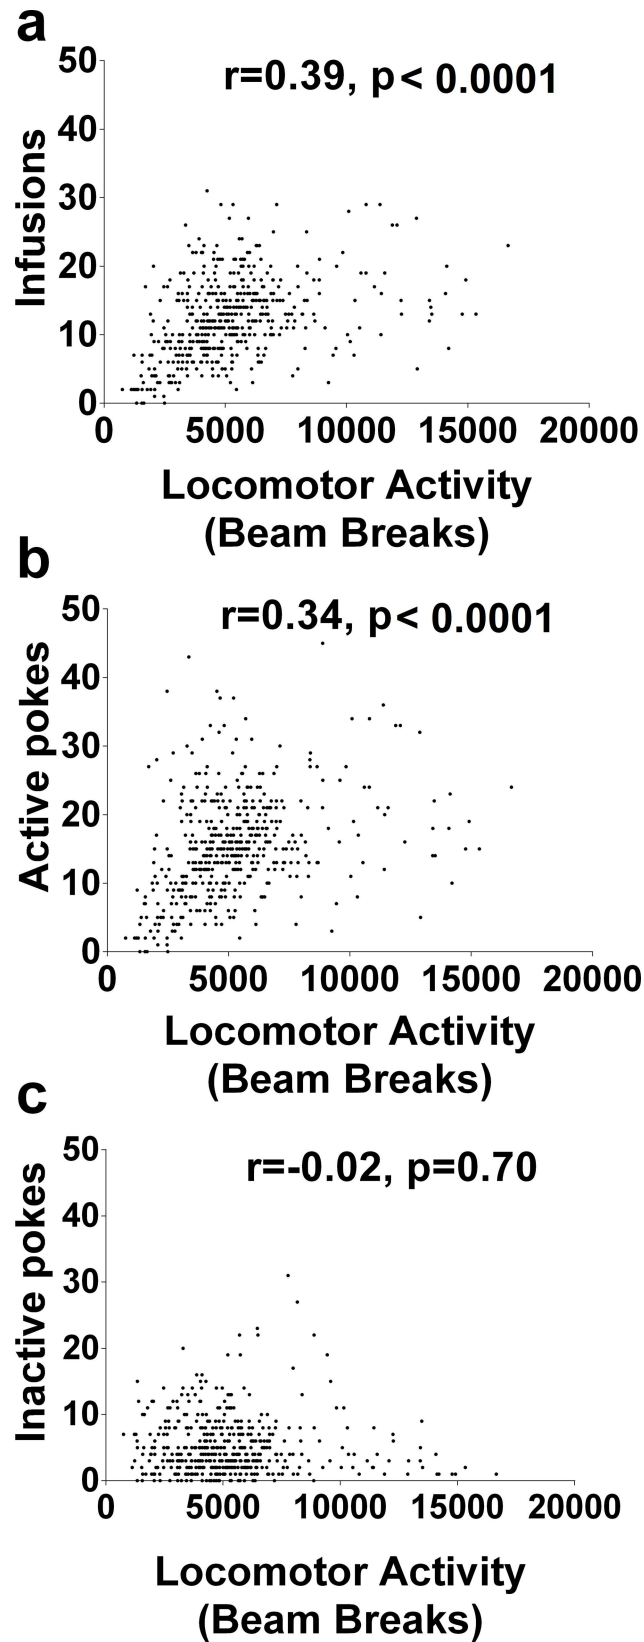 a
r=0.39, p< 0.0001
50
40
30
20
10
0
Infusions
0 5000 10000 15000 20000
Locomotor Activity
(Beam Breaks)
b
r=0.34, p< 0.0001
50
40
30
20
10
0
Active pokes
0 5000 10000 15000 20000
Locomotor Activity
(Beam Breaks)
c
r=-0.02, p=0.70
50
40
30
20
10
0
Inactive pokes
0 5000 10000 15000 20000
Locomotor Activity
(Beam Breaks)